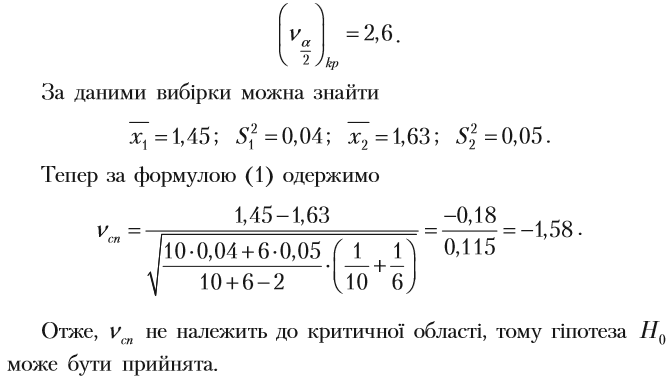 (ν_{α/2})_{kp} = 2,6.
За даними вибірки можна знайти
x̄₁ = 1,45; S₁² = 0,04; x̄₂ = 1,63; S₂² = 0,05.
Тепер за формулою (1) одержимо
ν_{сп} = (1,45 − 1,63) / √((10·0,04 + 6·0,05)/(10 + 6 − 2) · (1/10 + 1/6)) = −0,18/0,115 = −1,58.
Отже, ν_{сп} не належить до критичної області, тому гіпотеза H₀
може бути прийнята.